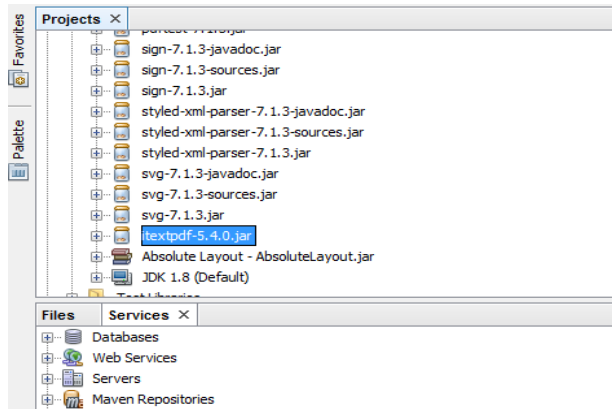 Favorites
Palette
Projects ×
sign-7.1.3-javadoc.jar
sign-7.1.3-sources.jar
sign-7.1.3.jar
styled-xml-parser-7.1.3-javadoc.jar
styled-xml-parser-7.1.3-sources.jar
styled-xml-parser-7.1.3.jar
svg-7.1.3-javadoc.jar
svg-7.1.3-sources.jar
svg-7.1.3.jar
itextpdf-5.4.0.jar
Absolute Layout - AbsoluteLayout.jar
JDK 1.8 (Default)
Test Libraries
Files Services ×
Databases
Web Services
Servers
Maven Repositories